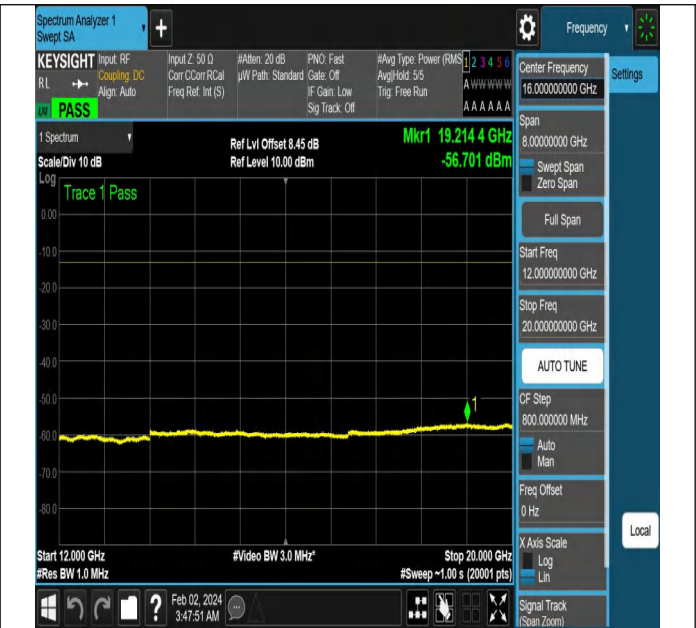 Spectrum Analyzer 1
Swept SA
+
Frequency
KEYSIGHT
RL
PASS
Input: RF
Coupling: DC
Align: Auto
Input Z: 50 Ω
Corr CCorr RCal
Freq Ref: Int (S)
#Atten: 20 dB
µW Path: Standard
PNO: Fast
Gate: Off
IF Gain: Low
Sig Track: Off
#Avg Type: Power (RMS
Avg|Hold: 5/5
Trig: Free Run
1 2 3 4 5 6
A W W W W W
A A A A A A
1 Spectrum
Scale/Div 10 dB
Ref Lvl Offset 8.45 dB
Ref Level 10.00 dBm
Mkr1 19.214 4 GHz
-56.701 dBm
Log
Trace 1 Pass
0.00
-10.0
-20.0
-30.0
-40.0
-50.0
-60.0
-70.0
-80.0
1
Start 12.000 GHz
#Res BW 1.0 MHz
#Video BW 3.0 MHz*
Stop 20.000 GHz
#Sweep ~1.00 s (20001 pts)
?
Feb 02, 2024
3:47:51 AM
Center Frequency
16.000000000 GHz
Settings
Span
8.00000000 GHz
Swept Span
Zero Span
Full Span
Start Freq
12.000000000 GHz
Stop Freq
20.000000000 GHz
AUTO TUNE
CF Step
800.000000 MHz
Auto
Man
Freq Offset
0 Hz
Local
X Axis Scale
Log
Lin
Signal Track
(Span Zoom)